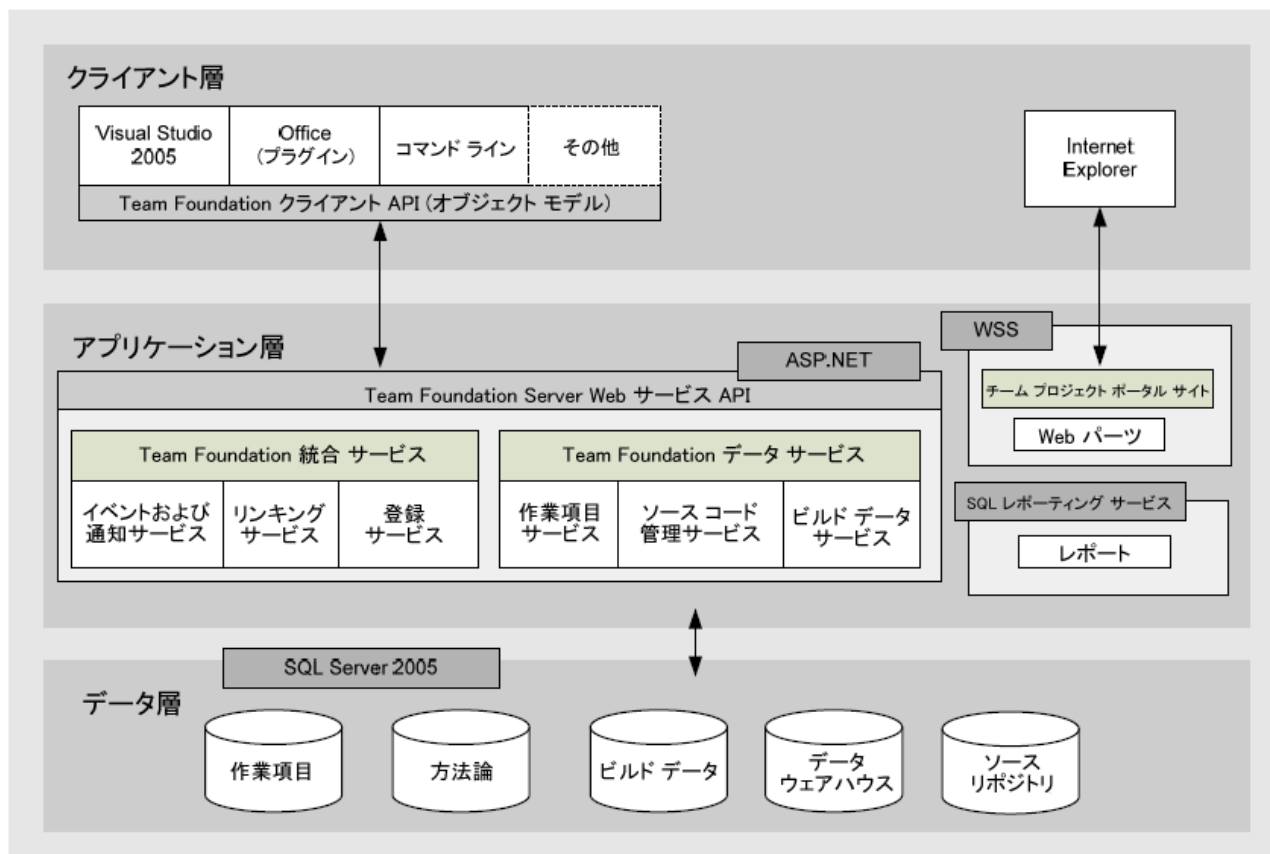 クライアント層
Visual Studio
2005
Office
(プラグイン)
コマンド ライン
その他
Team Foundation クライアント API (オブジェクト モデル)
Internet
Explorer
アプリケーション層
ASP.NET
Team Foundation Server Web サービス API
Team Foundation 統合 サービス
イベントおよび
通知サービス
リンキング
サービス
登録
サービス
Team Foundation データ サービス
作業項目
サービス
ソース コード
管理サービス
ビルド データ
サービス
WSS
チーム プロジェクト ポータル サイト
Web パーツ
SQL レポーティング サービス
レポート
SQL Server 2005
データ層
作業項目
方法論
ビルド データ
データ
ウェアハウス
ソース
リポジトリ